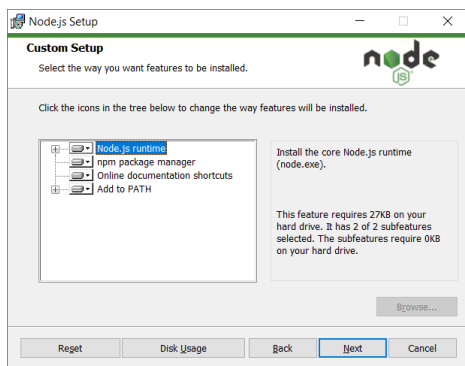 Node.js Setup
Custom Setup
Select the way you want features to be installed.
node
JS
Click the icons in the tree below to change the way features will be installed.
Node.js runtime
npm package manager
Online documentation shortcuts
Add to PATH
Install the core Node.js runtime
(node.exe).
This feature requires 27KB on your
hard drive. It has 2 of 2 subfeatures
selected. The subfeatures require 0KB
on your hard drive.
Browse...
Reset
Disk Usage
Back
Next
Cancel